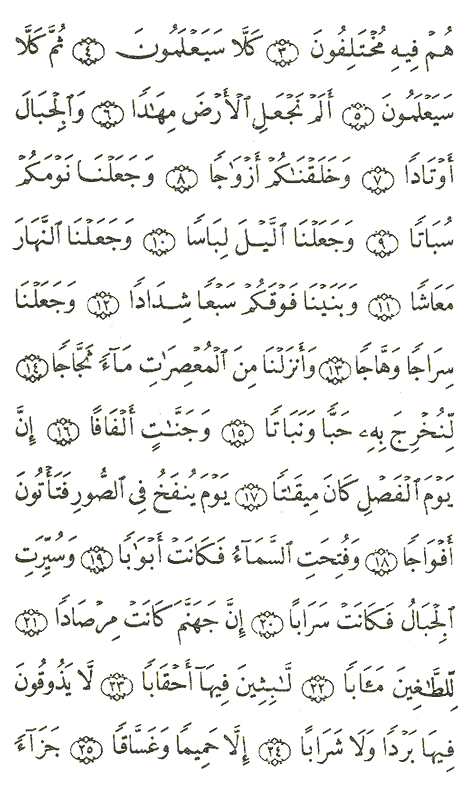 هُمْ فِيهِ مُخْتَلِفُونَ ٣ كَلَّا سَيَعْلَمُونَ ٤ ثُمَّ كَلَّا
سَيَعْلَمُونَ ٥ أَلَمْ نَجْعَلِ ٱلْأَرْضَ مِهَٰدًا ٦ وَٱلْجِبَالَ
أَوْتَادًا ٧ وَخَلَقْنَٰكُمْ أَزْوَٰجًا ٨ وَجَعَلْنَا نَوْمَكُمْ
سُبَاتًا ٩ وَجَعَلْنَا ٱلَّيْلَ لِبَاسًا ١٠ وَجَعَلْنَا ٱلنَّهَارَ
مَعَاشًا ١١ وَبَنَيْنَا فَوْقَكُمْ سَبْعًا شِدَادًا ١٢ وَجَعَلْنَا
سِرَاجًا وَهَّاجًا ١٣ وَأَنزَلْنَا مِنَ ٱلْمُعْصِرَٰتِ مَآءً ثَجَّاجًا ١٤
لِّنُخْرِجَ بِهِۦ حَبًّا وَنَبَاتًا ١٥ وَجَنَّٰتٍ أَلْفَافًا ١٦ إِنَّ
يَوْمَ ٱلْفَصْلِ كَانَ مِيقَٰتًا ١٧ يَوْمَ يُنفَخُ فِى ٱلصُّورِ فَتَأْتُونَ
أَفْوَاجًا ١٨ وَفُتِحَتِ ٱلسَّمَآءُ فَكَانَتْ أَبْوَٰبًا ١٩ وَسُيِّرَتِ
ٱلْجِبَالُ فَكَانَتْ سَرَابًا ٢٠ إِنَّ جَهَنَّمَ كَانَتْ مِرْصَادًا ٢١
لِّلطَّٰغِينَ مَـَٔابًا ٢٢ لَّٰبِثِينَ فِيهَآ أَحْقَابًا ٢٣ لَّا يَذُوقُونَ
فِيهَا بَرْدًا وَلَا شَرَابًا ٢٤ إِلَّا حَمِيمًا وَغَسَّاقًا ٢٥ جَزَآءً